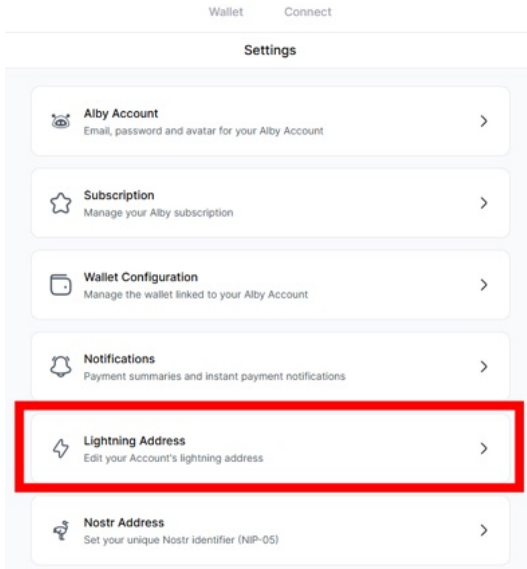 Wallet Connect
Settings
Alby Account
Email, password and avatar for your Alby Account
Subscription
Manage your Alby subscription
Wallet Configuration
Manage the wallet linked to your Alby Account
Notifications
Payment summaries and instant payment notifications
Lightning Address
Edit your Account's lightning address
Nostr Address
Set your unique Nostr identifier (NIP-05)